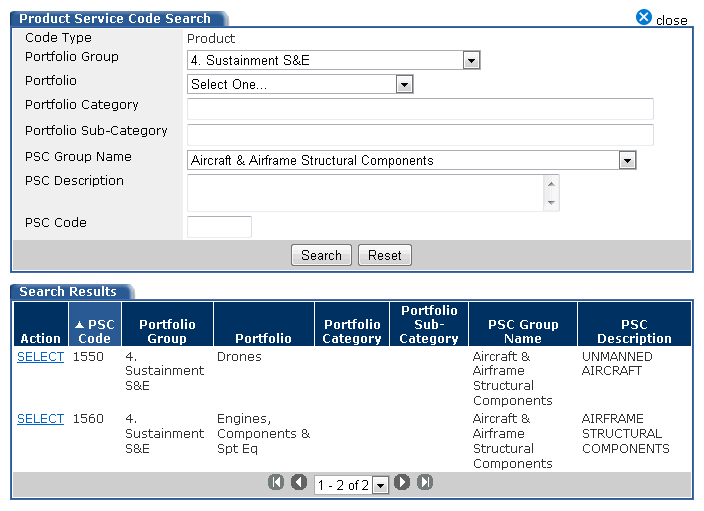 Product Service Code Search
close
Code Type Product
Portfolio Group 4. Sustainment S&E
Portfolio Select One...
Portfolio Category
Portfolio Sub-Category
PSC Group Name Aircraft & Airframe Structural Components
PSC Description
PSC Code
Search Reset
Search Results
Action PSC Code Portfolio Group Portfolio Portfolio Category Portfolio Sub-Category PSC Group Name PSC Description
SELECT 1550 4. Sustainment S&E Drones Aircraft & Airframe Structural Components UNMANNED AIRCRAFT
SELECT 1560 4. Sustainment S&E Engines, Components & Spt Eq Aircraft & Airframe Structural Components AIRFRAME STRUCTURAL COMPONENTS
1 - 2 of 2